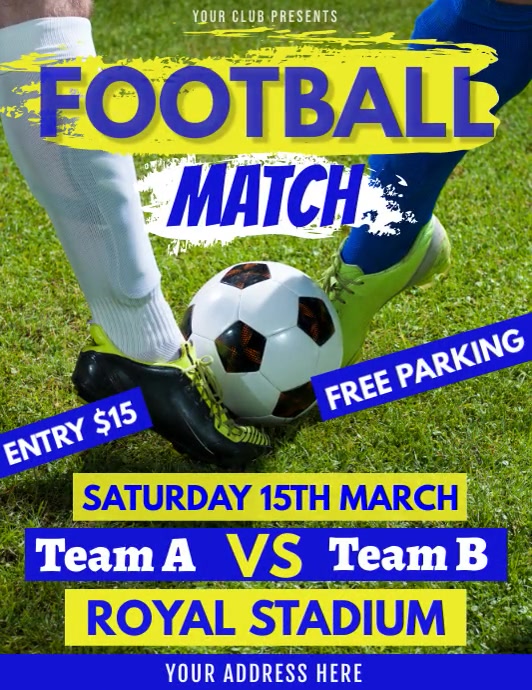 YOUR CLUB PRESENTS
FOOTBALL
MATCH
FREE PARKING
ENTRY $15
SATURDAY 15TH MARCH
Team A VS Team B
ROYAL STADIUM
YOUR ADDRESS HERE